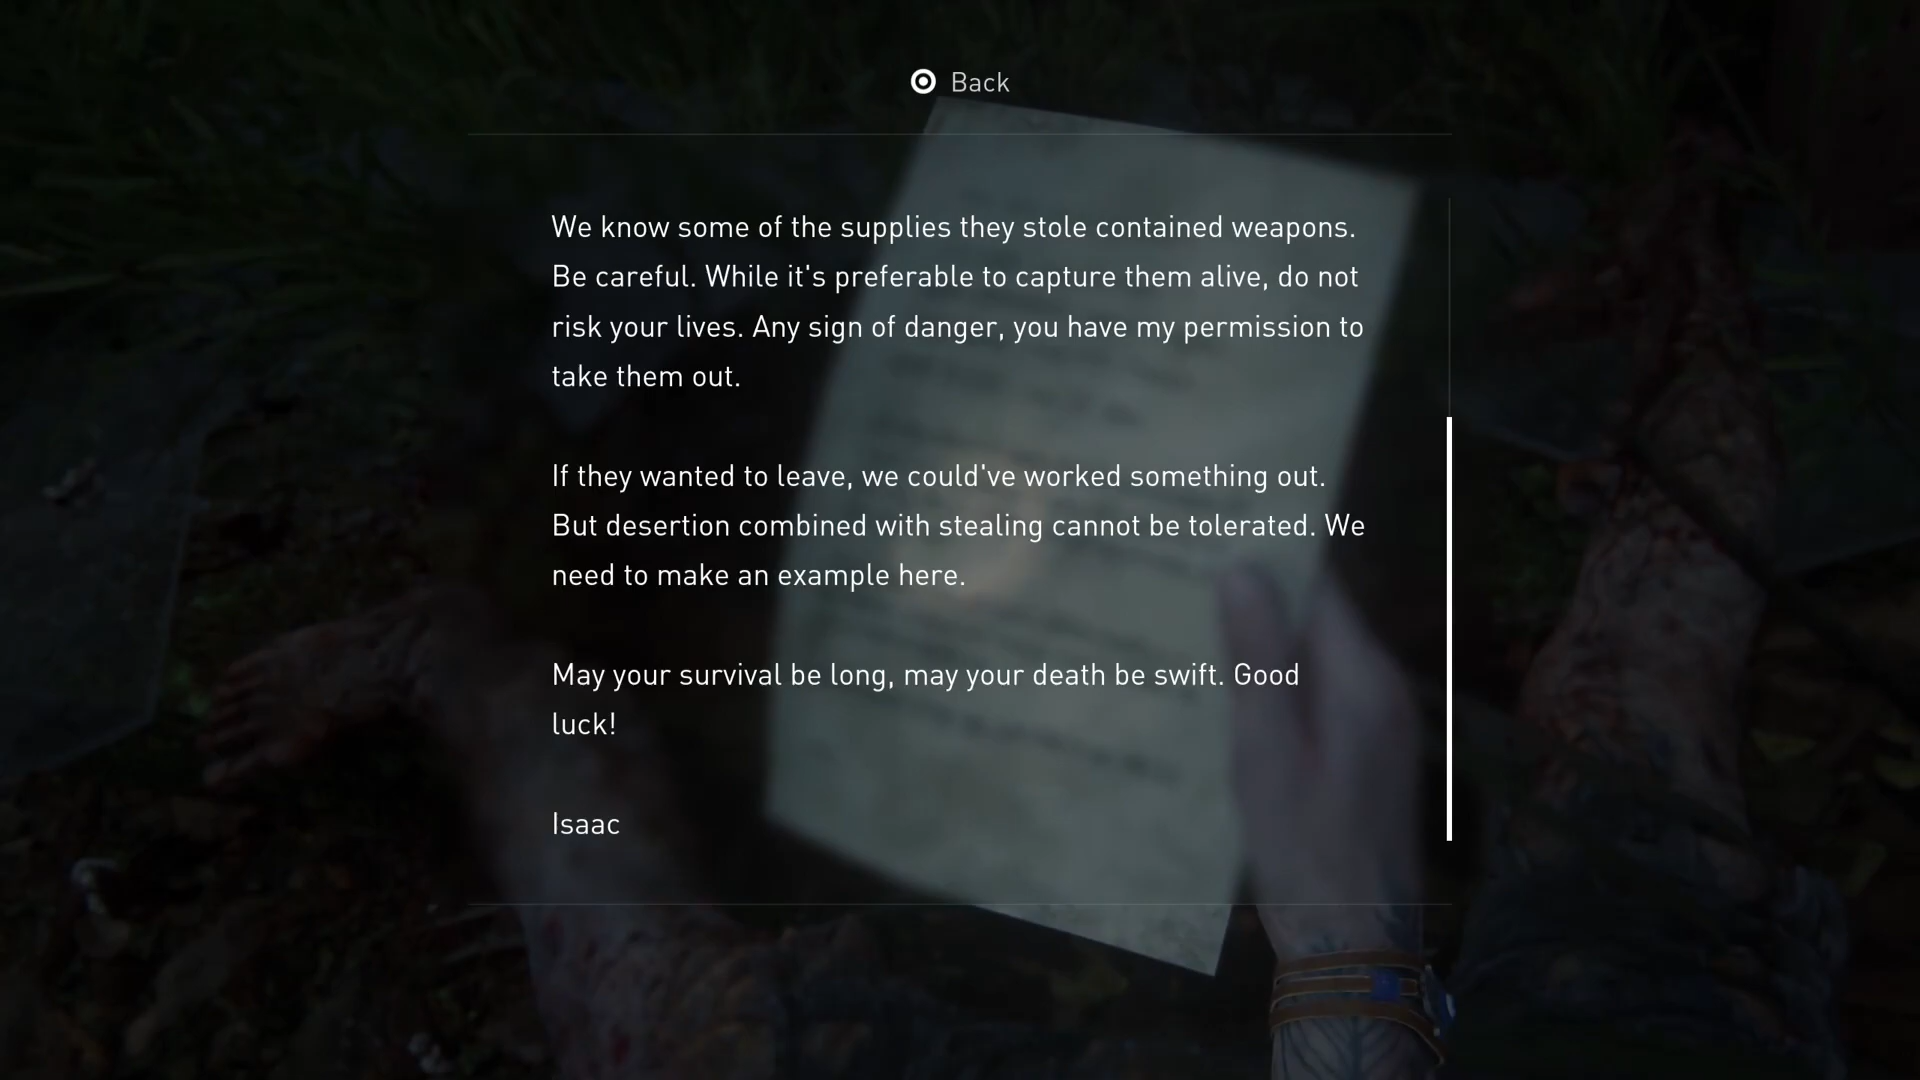 Back
We know some of the supplies they stole contained weapons.
Be careful. While it's preferable to capture them alive, do not
risk your lives. Any sign of danger, you have my permission to
take them out.
If they wanted to leave, we could've worked something out.
But desertion combined with stealing cannot be tolerated. We
need to make an example here.
May your survival be long, may your death be swift. Good
luck!
Isaac